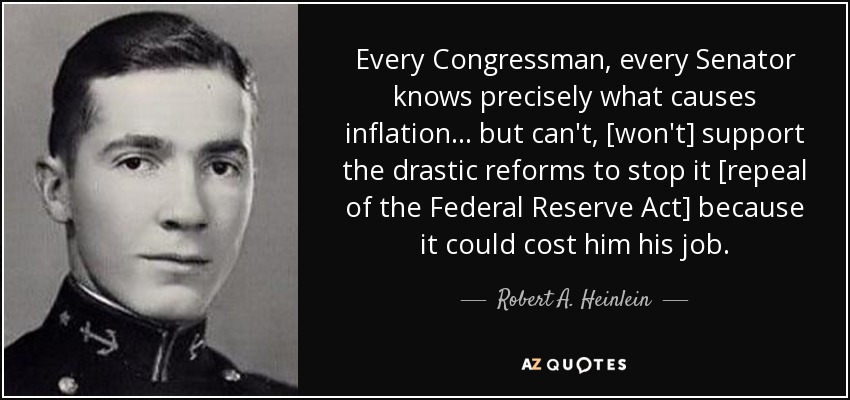 Every Congressman, every Senator
knows precisely what causes
inflation... but can't, [won't] support
the drastic reforms to stop it [repeal
of the Federal Reserve Act] because
it could cost him his job.
Robert A. Heinlein
AZ QUOTES